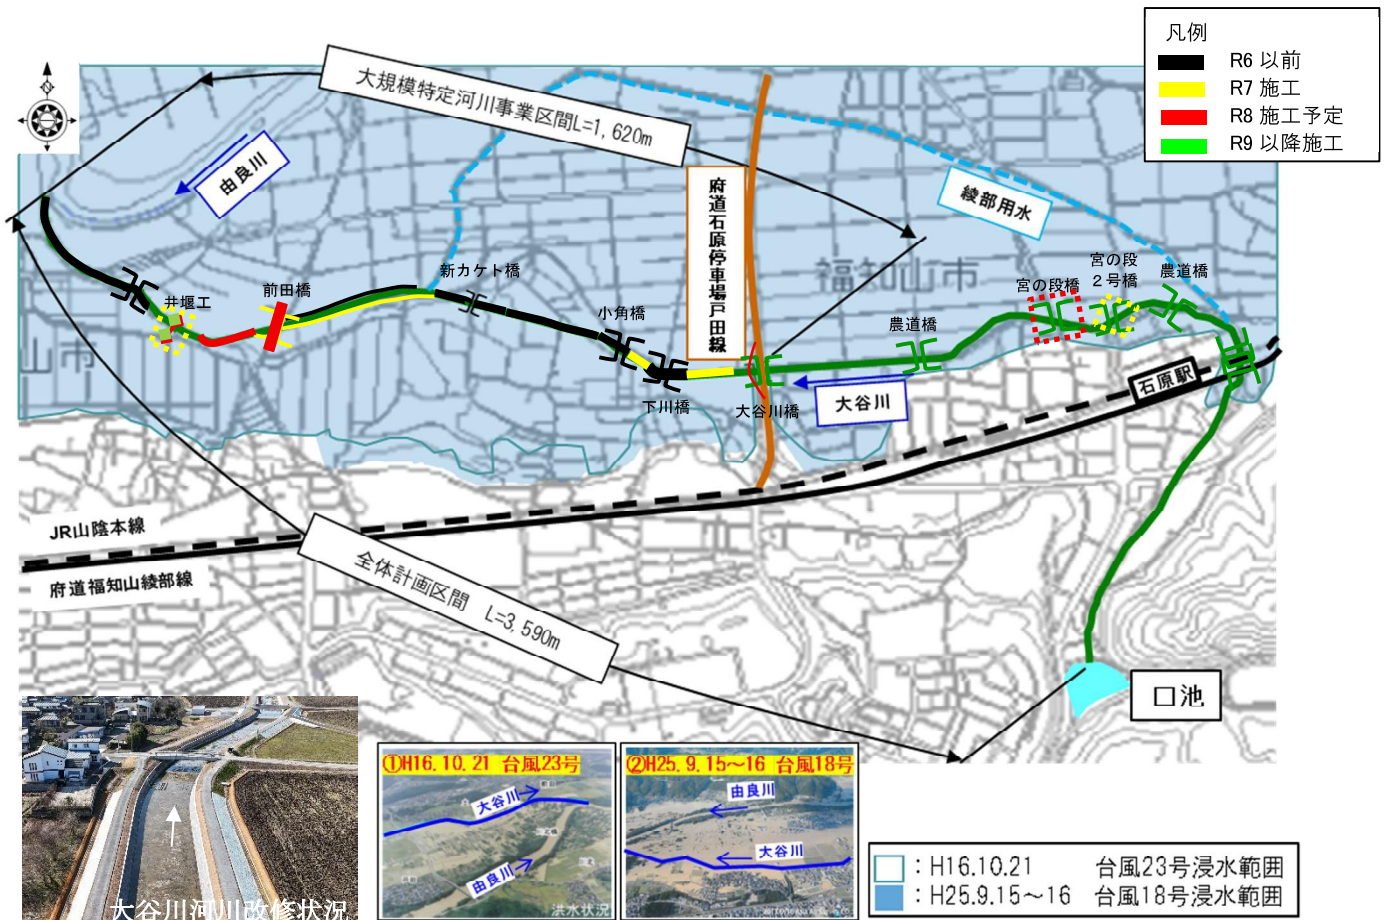 凡例
R6 以前
R7 施工
R8 施工予定
R9 以降施工
大規模特定河川事業区間L=1,620m
由良川
府道石原停車場戸田線
綾部用水
福知山市
新カケト橋
井堰工
前田橋
小角橋
下川橋
大谷川橋
農道橋
宮の段橋
宮の段
２号橋
農道橋
大谷川
石原駅
山市
JR山陰本線
府道福知山綾部線
全体計画区間　L=3,590m
口池
大谷川河川改修状況
①H16.10.21 台風23号
大谷川
由良川
洪水状況
②H25.9.15～16 台風18号
由良川
大谷川
：H16.10.21　台風23号浸水範囲
：H25.9.15～16　台風18号浸水範囲